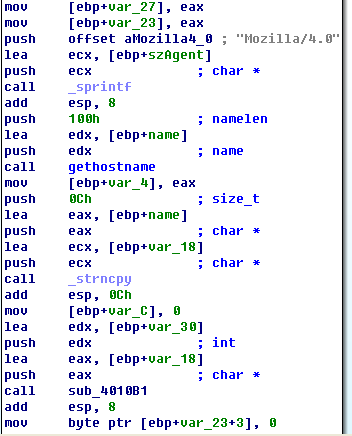 mov [ebp+var_27], eax
mov [ebp+var_23], eax
push offset aMozilla4_0 ; "Mozilla/4.0"
lea ecx, [ebp+szAgent]
push ecx ; char *
call _sprintf
add esp, 8
push 100h ; namelen
lea edx, [ebp+name]
push edx ; name
call gethostname
mov [ebp+var_4], eax
push 0Ch ; size_t
lea eax, [ebp+name]
push eax ; char *
lea ecx, [ebp+var_18]
push ecx ; char *
call _strncpy
add esp, 0Ch
mov [ebp+var_C], 0
lea edx, [ebp+var_30]
push edx ; int
lea eax, [ebp+var_18]
push eax ; char *
call sub_4010B1
add esp, 8
mov byte ptr [ebp+var_23+3], 0